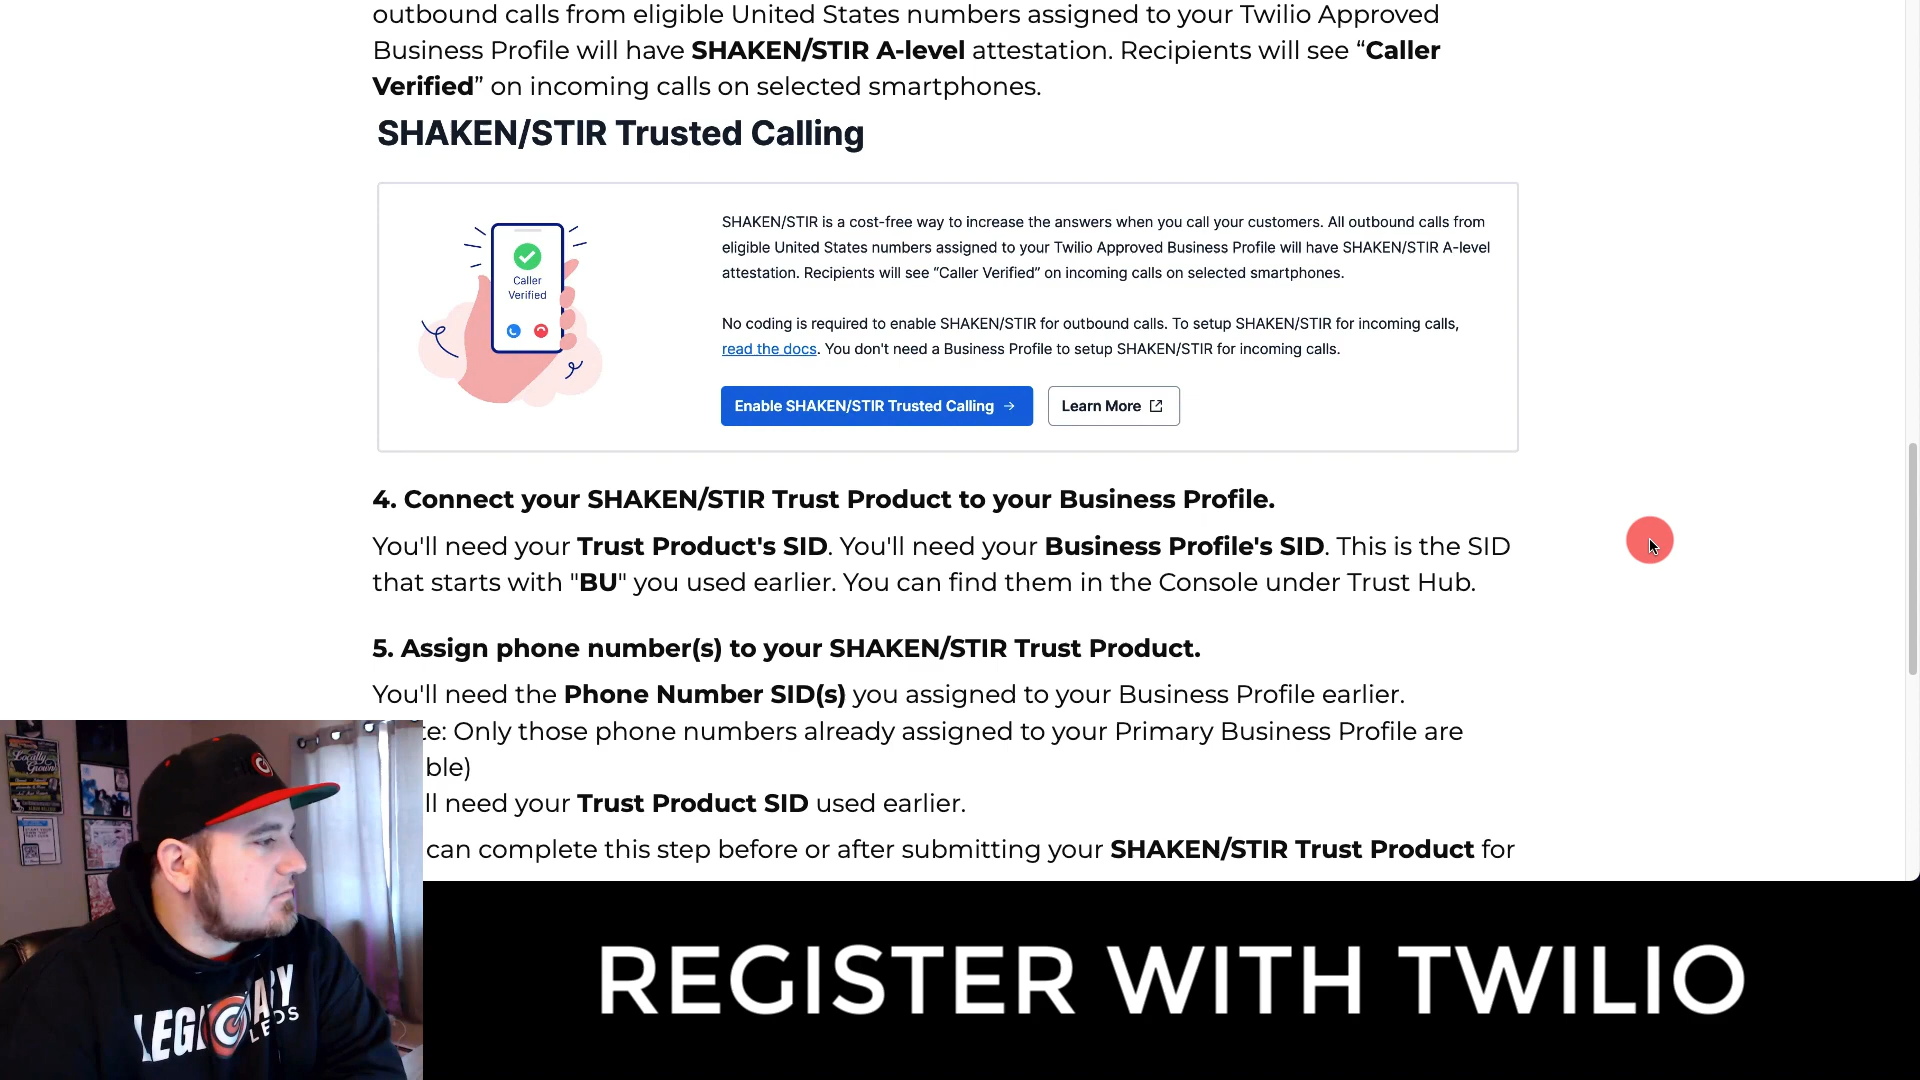 outbound calls from eligible United States numbers assigned to your Twilio Approved
Business Profile will have SHAKEN/STIR A-level attestation. Recipients will see “Caller
Verified” on incoming calls on selected smartphones.
SHAKEN/STIR Trusted Calling
SHAKEN/STIR is a cost-free way to increase the answers when you call your customers. All outbound calls from
eligible United States numbers assigned to your Twilio Approved Business Profile will have SHAKEN/STIR A-level
attestation. Recipients will see “Caller Verified” on incoming calls on selected smartphones.
Caller
Verified
No coding is required to enable SHAKEN/STIR for outbound calls. To setup SHAKEN/STIR for incoming calls,
read the docs. You don't need a Business Profile to setup SHAKEN/STIR for incoming calls.
Enable SHAKEN/STIR Trusted Calling →
Learn More
4. Connect your SHAKEN/STIR Trust Product to your Business Profile.
You'll need your Trust Product's SID. You'll need your Business Profile's SID. This is the SID
that starts with "BU" you used earlier. You can find them in the Console under Trust Hub.
5. Assign phone number(s) to your SHAKEN/STIR Trust Product.
You'll need the Phone Number SID(s) you assigned to your Business Profile earlier.
te: Only those phone numbers already assigned to your Primary Business Profile are
ble)
ll need your Trust Product SID used earlier.
can complete this step before or after submitting your SHAKEN/STIR Trust Product for
Locally
Grown
LEGENDARY
LEADS
REGISTER WITH TWILIO